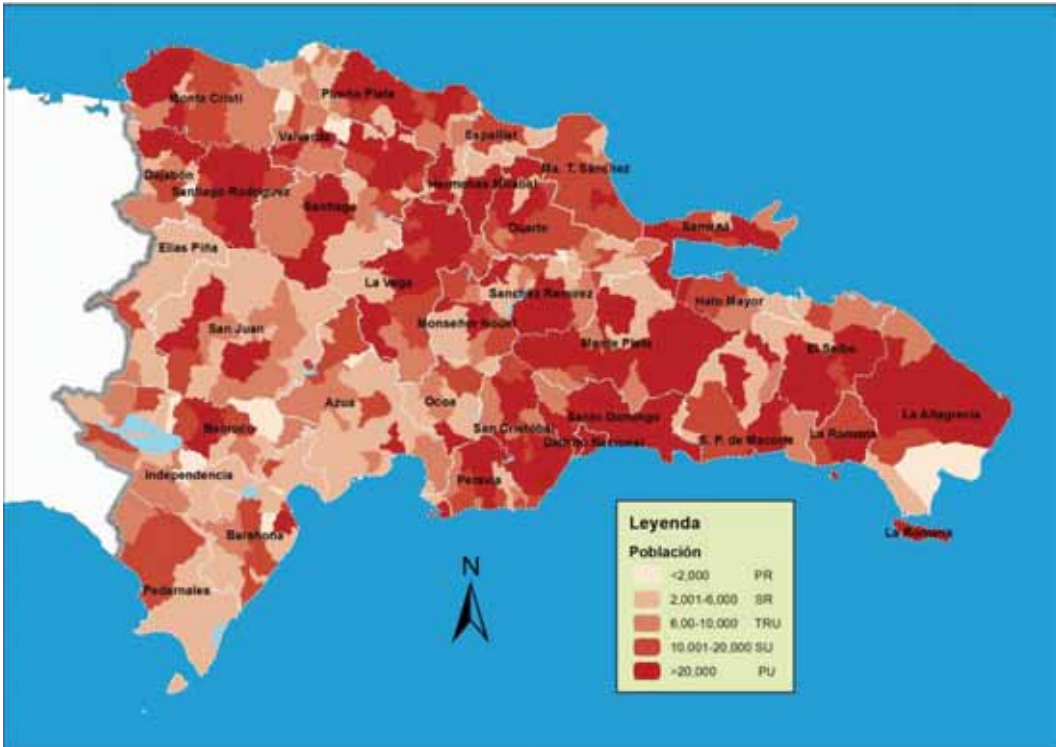 Monte Cristi
Puerto Plata
Valverde
Espaillat
Dajabón
Santiago Rodríguez
Hermanas Mirabal
Ma. T. Sánchez
Santiago
Duarte
Samaná
Elías Piña
La Vega
Sánchez Ramírez
Hato Mayor
San Juan
Monseñor Nouel
Monte Plata
El Seibo
Azua
Ocoa
La Altagracia
Baoruco
San Cristóbal
Santo Domingo
Distrito Nacional
S. P. de Macorís
La Romana
Independencia
Peravia
Barahona
La Romana
Pedernales
N
Leyenda
Población
<2,000 PR
2,001-6,000 SR
6,00-10,000 TRU
10,001-20,000 SU
>20,000 PU